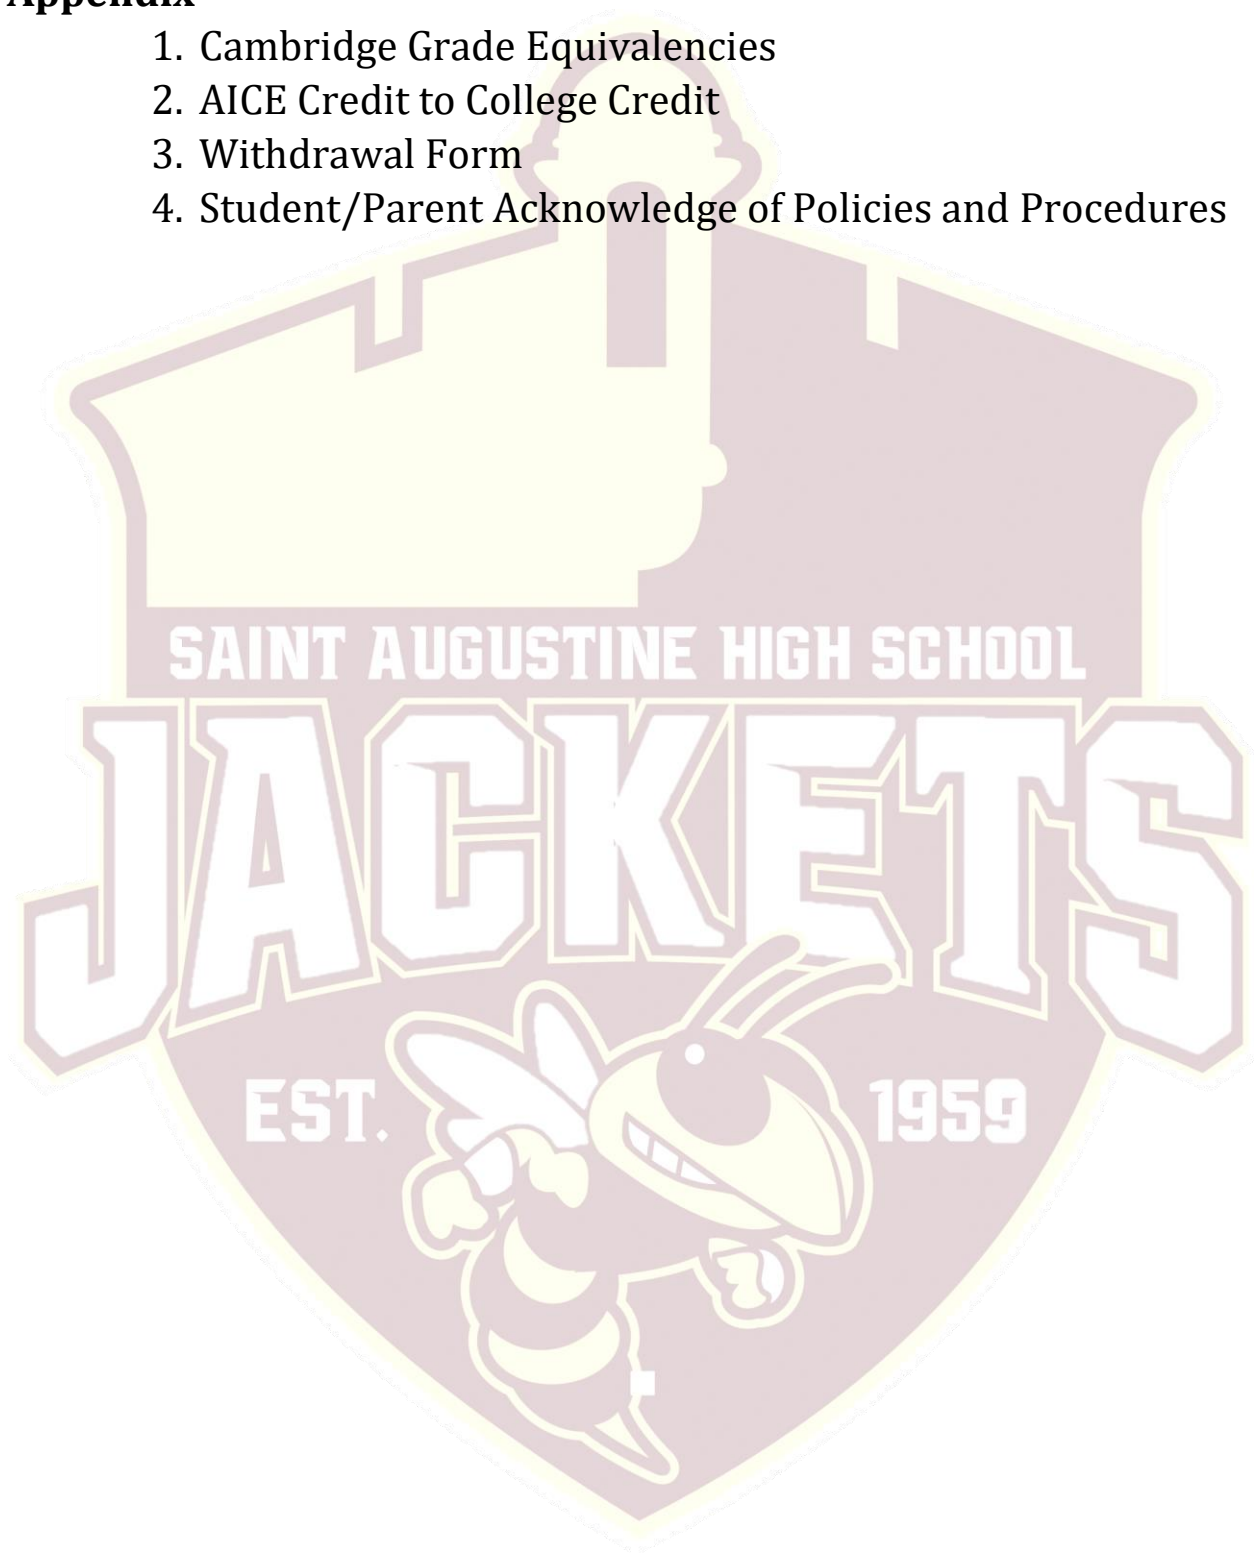 Appendix
1. Cambridge Grade Equivalencies
2. AICE Credit to College Credit
3. Withdrawal Form
4. Student/Parent Acknowledge of Policies and Procedures
SAINT AUGUSTINE HIGH SCHOOL
JACKETS
EST. 1959